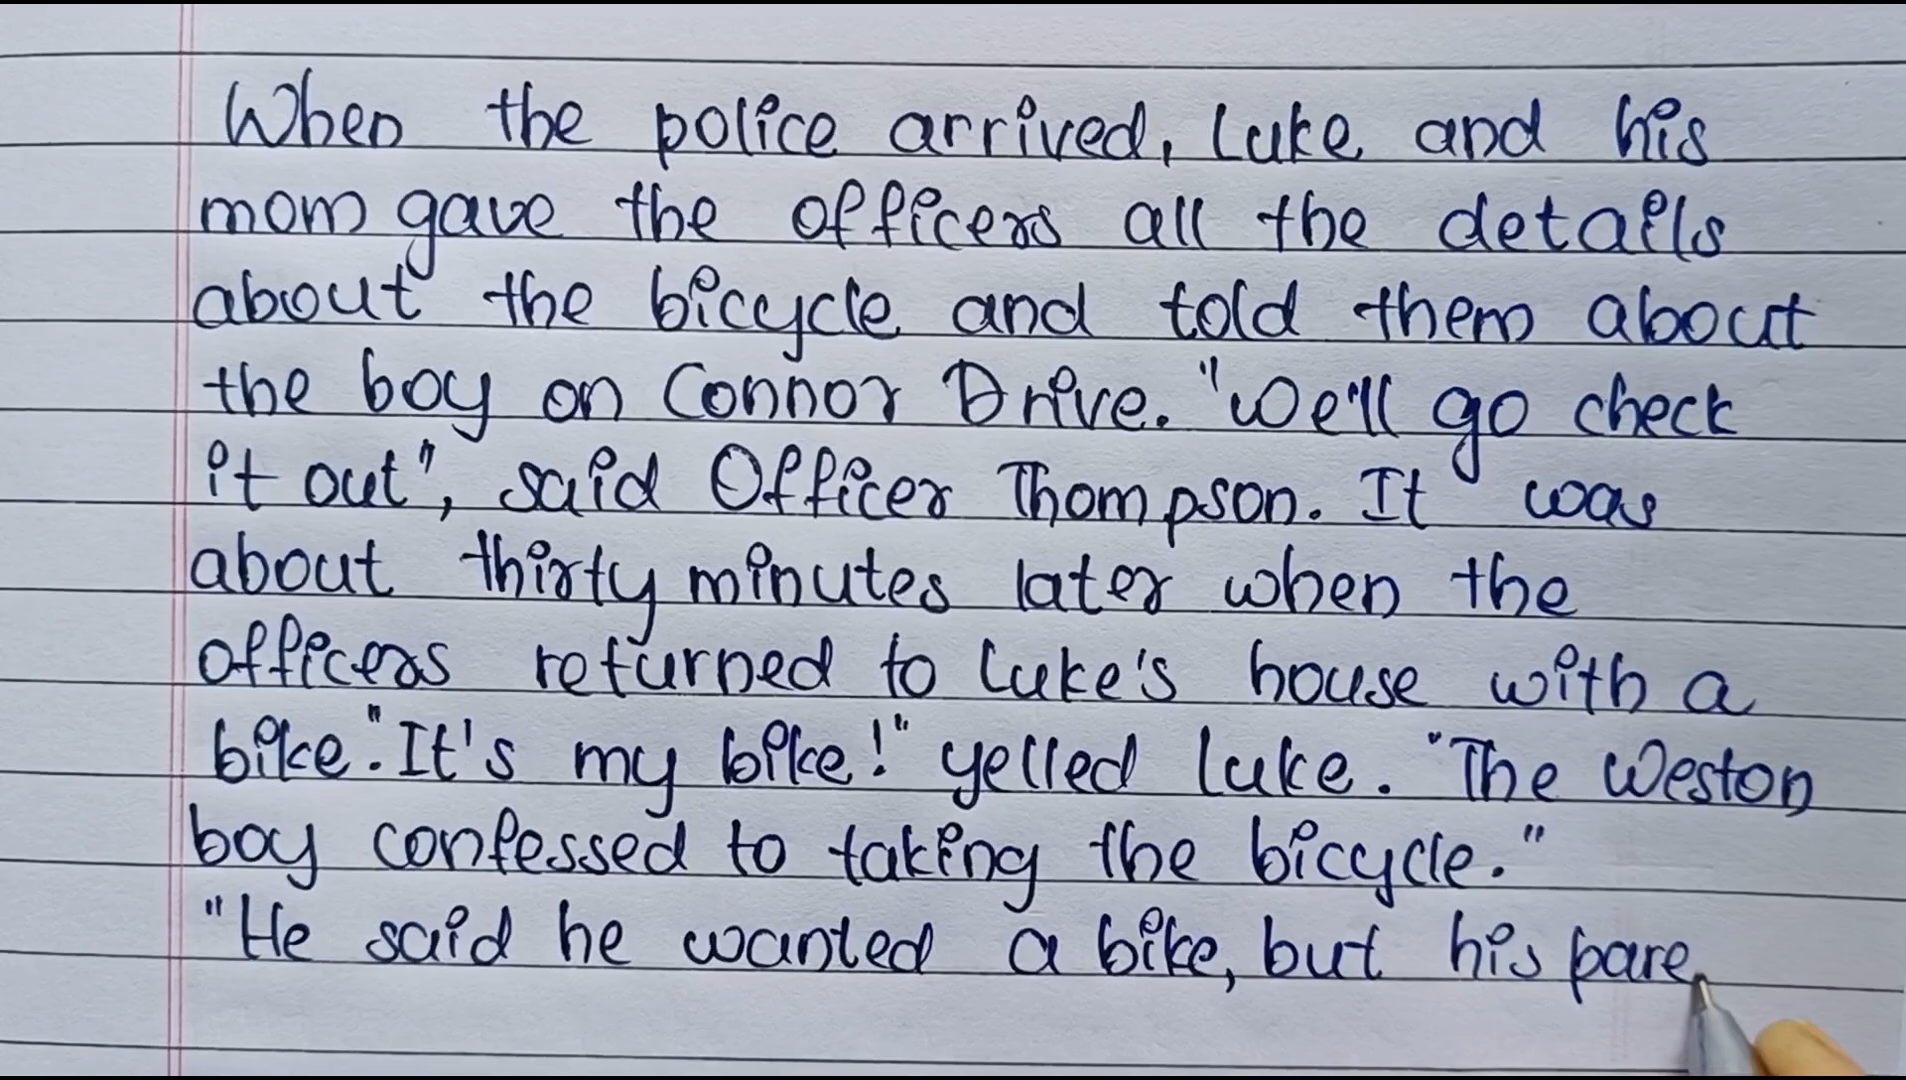 When the police arrived, Luke and his
mom gave the officers all the details
about the bicycle and told them about
the boy on Connor Drive. "We'll go check
it out", said Officer Thompson. It was
about thirty minutes later when the
officers returned to Luke's house with a
bike. "It's my bike!" yelled Luke. "The Weston
boy confessed to taking the bicycle."
"He said he wanted a bike, but his pare